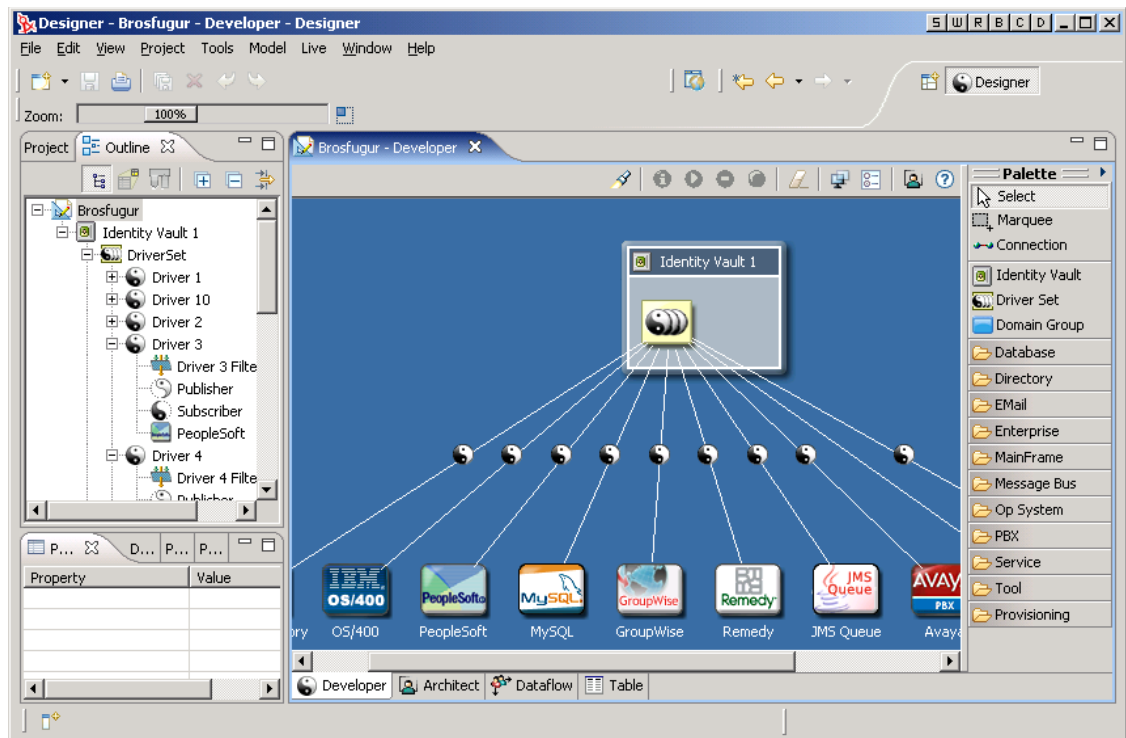 Designer - Brosfugur - Developer - Designer
S W R B C D
File Edit View Project Tools Model Live Window Help
Designer
Zoom: 100%
Project Outline
Brosfugur
Identity Vault 1
DriverSet
Driver 1
Driver 10
Driver 2
Driver 3
Driver 3 Filte
Publisher
Subscriber
PeopleSoft
Driver 4
Driver 4 Filte
Publisher
P... D... P... P...
Property Value
Brosfugur - Developer
Identity Vault 1
IBM.
OS/400
PeopleSoft
MySQL
GroupWise
Remedy
JMS
Queue
AVAY
PBX
ory OS/400 PeopleSoft MySQL GroupWise Remedy JMS Queue Avaya
Developer Architect Dataflow Table
Palette
Select
Marquee
Connection
Identity Vault
Driver Set
Domain Group
Database
Directory
EMail
Enterprise
MainFrame
Message Bus
Op System
PBX
Service
Tool
Provisioning